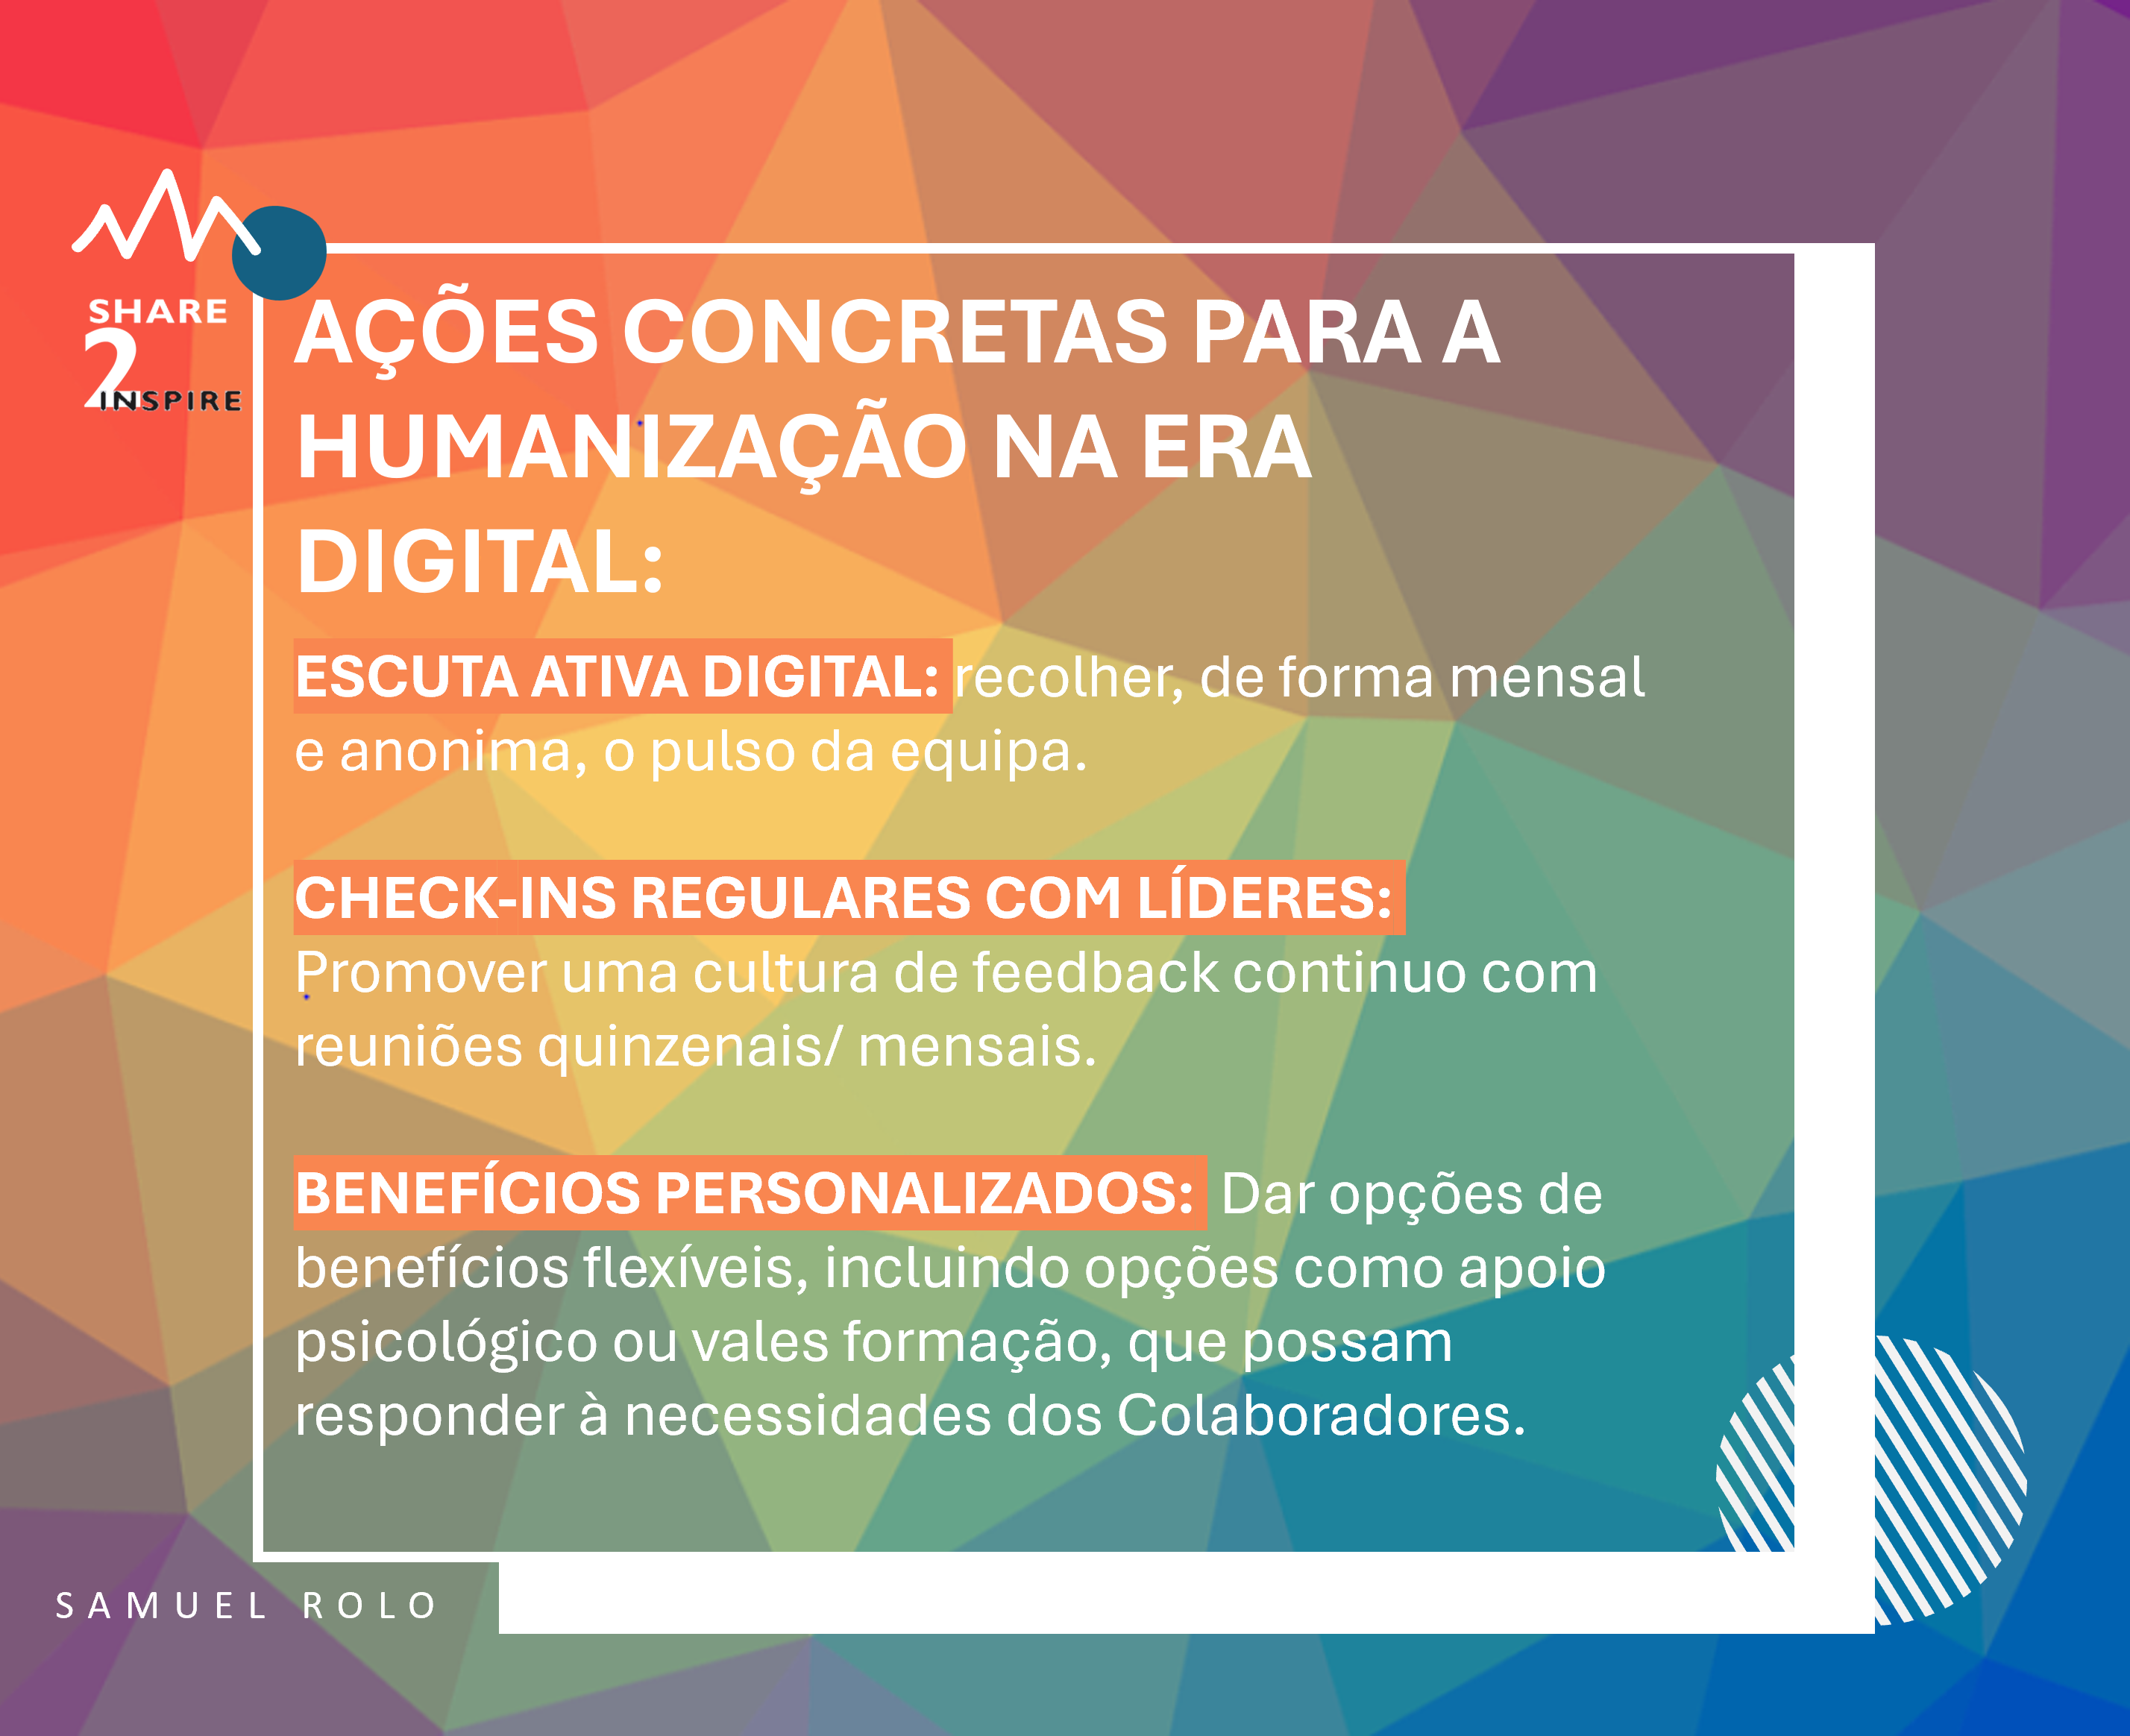 SHARE
2
INSPIRE
AÇÕES CONCRETAS PARA A
HUMANIZAÇÃO NA ERA
DIGITAL:
ESCUTA ATIVA DIGITAL: recolher, de forma mensal
e anonima, o pulso da equipa.
CHECK-INS REGULARES COM LÍDERES:
Promover uma cultura de feedback continuo com
reuniões quinzenais/ mensais.
BENEFÍCIOS PERSONALIZADOS: Dar opções de
benefícios flexíveis, incluindo opções como apoio
psicológico ou vales formação, que possam
responder à necessidades dos Colaboradores.
SAMUEL ROLO